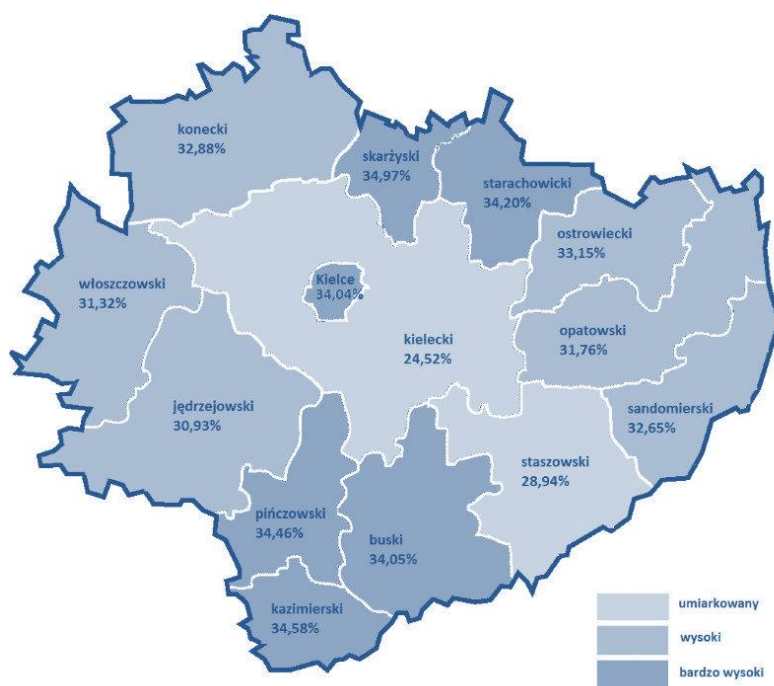 konecki
32,88%
skarżyski
34,97%
starachowicki
34,20%
ostrowiecki
33,15%
włoszczowski
31,32%
Kielce
34,04%
kielecki
24,52%
opatowski
31,76%
jędrzejowski
30,93%
sandomierski
32,65%
staszowski
28,94%
pińczowski
34,46%
buski
34,05%
kazimierski
34,58%
umiarkowany
wysoki
bardzo wysoki